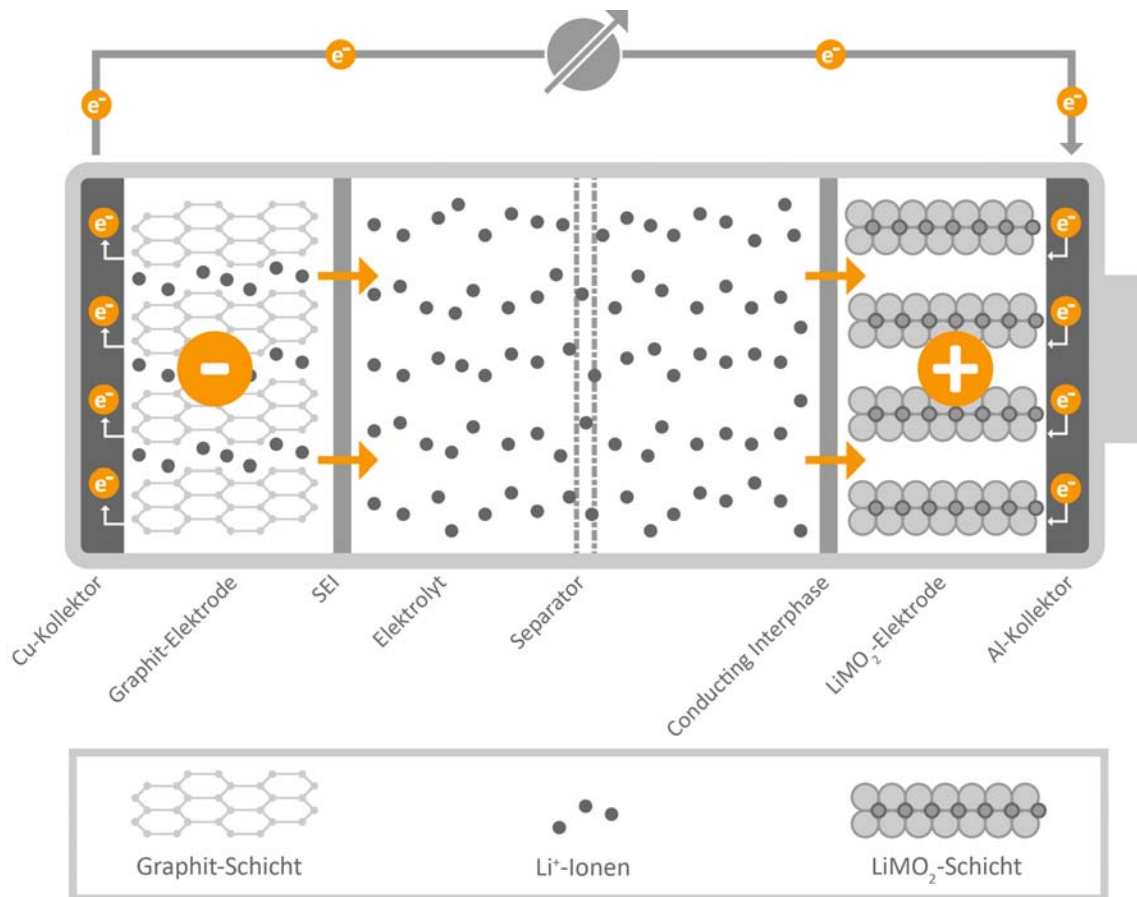 e⁻ e⁻
e⁻ e⁻
e⁻ e⁻
e⁻ e⁻
- +
e⁻ e⁻
e⁻ e⁻
Cu-Kollektor
Graphit-Elektrode
SEI
Elektrolyt
Separator
Conducting Interphase
LiMO₂-Elektrode
Al-Kollektor
Graphit-Schicht
Li⁺-Ionen
LiMO₂-Schicht